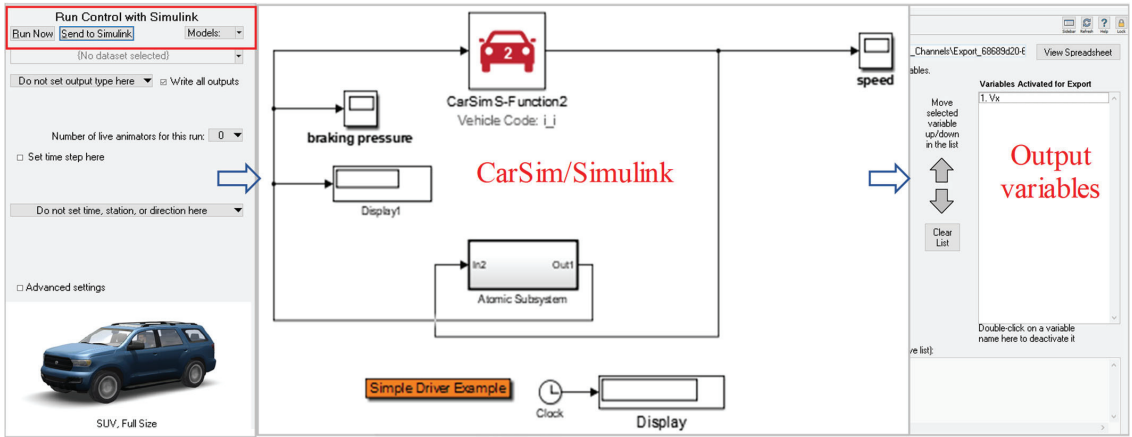 Run Control with Simulink
Run Now Send to Simulink Models:
{No dataset selected}
Do not set output type here Write all outputs
Number of live animators for this run: 0
Set time step here
Do not set time, station, or direction here
Advanced settings
SUV, Full Size
2
CarSim S-Function2
Vehicle Code: i_i
speed
braking pressure
CarSim/Simulink
Display1
In2 Out1
Atomic Subsystem
Simple Driver Example
Clock
Display
Sidebar Refresh Help Lock
_Channels\Export_68689d20-6 View Spreadsheet
ables.
Variables Activated for Export
1. Vx
Move
selected
variable
up/down
in the list
Output
variables
Clear
List
Double-click on a variable
name here to deactivate it
ve list):